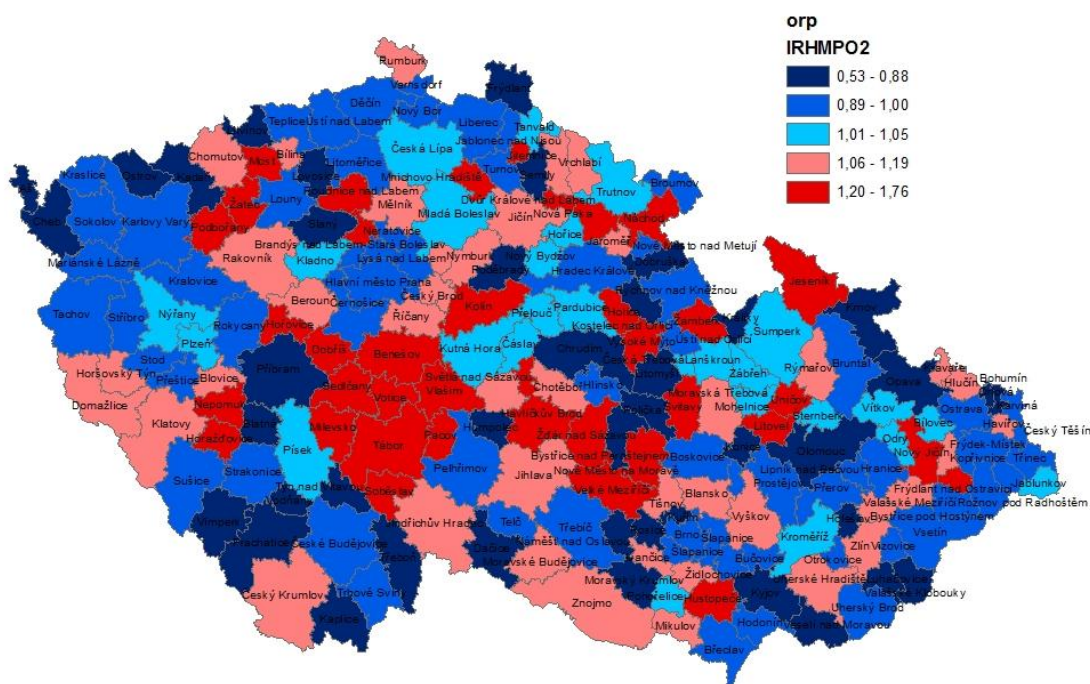 orp
IRHMPO2
0,53 - 0,88
0,89 - 1,00
1,01 - 1,05
1,06 - 1,19
1,20 - 1,76
Rumburk
Varnsdorf
Frýdlant
Děčín
Nový Bor
Liberec
Teplice
Ústí nad Labem
Tanvald
Jablonec nad Nisou
Litvínov
Česká Lípa
Chomutov
Most
Bílina
Litoměřice
Turnov
Semily
Jilemnice
Vrchlabí
Trutnov
Broumov
Kraslice
Ostrov
Kadaň
Lovosice
Mnichovo Hradiště
Roudnice nad Labem
Dvůr Králové nad Labem
Cheb
Sokolov
Karlovy Vary
Žatec
Louny
Mělník
Mladá Boleslav
Jičín
Nová Paka
Náchod
Podbořany
Slaný
Neratovice
Hořice
Jaroměř
Nové Město nad Metují
Brandýs nad Labem-Stará Boleslav
Mariánské Lázně
Rakovník
Kladno
Lysá nad Labem
Nymburk
Poděbrady
Nový Bydžov
Hradec Králové
Dobruška
Jeseník
Kralovice
Hlavní město Praha
Český Brod
Rychnov nad Kněžnou
Tachov
Stříbro
Nýřany
Beroun
Černošice
Říčany
Kolín
Přelouč
Pardubice
Holice
Kostelec nad Orlicí
Žamberk
Králíky
Šumperk
Krnov
Plzeň
Rokycany
Hořovice
Dobříš
Benešov
Kutná Hora
Čáslav
Vysoké Mýto
Ústí nad Orlicí
Stod
Příbram
Chrudim
Česká Třebová
Lanškroun
Zábřeh
Rýmařov
Bruntál
Horšovský Týn
Přeštice
Blovice
Sedlčany
Votice
Vlašim
Světlá nad Sázavou
Chotěboř
Hlinsko
Litomyšl
Moravská Třebová
Mohelnice
Uničov
Šternberk
Opava
Kravaře
Hlučín
Bohumín
Domažlice
Nepomuk
Polička
Svitavy
Litovel
Vítkov
Bílovec
Ostrava
Karviná
Havířov
Český Těšín
Klatovy
Horažďovice
Blatná
Písek
Milevsko
Tábor
Pacov
Humpolec
Havlíčkův Brod
Žďár nad Sázavou
Konice
Olomouc
Odry
Nový Jičín
Frýdek-Místek
Kopřivnice
Třinec
Bystřice nad Pernštejnem
Boskovice
Lipník nad Bečvou
Hranice
Jablunkov
Sušice
Strakonice
Týn nad Vltavou
Soběslav
Pelhřimov
Jihlava
Nové Město na Moravě
Prostějov
Přerov
Frýdlant nad Ostravicí
Vodňany
Velké Meziříčí
Tišnov
Blansko
Valašské Meziříčí
Rožnov pod Radhoštěm
Vimperk
Prachatice
České Budějovice
Třeboň
Jindřichův Hradec
Telč
Třebíč
Kuřim
Vyškov
Holešov
Bystřice pod Hostýnem
Náměšť nad Oslavou
Rosice
Brno
Šlapanice
Šlapanice
Kroměříž
Vsetín
Dačice
Moravské Budějovice
Ivančice
Bučovice
Otrokovice
Zlín
Vizovice
Moravský Krumlov
Židlochovice
Uherské Hradiště
Luhačovice
Český Krumlov
Trhové Sviny
Pohořelice
Hustopeče
Kyjov
Valašské Klobouky
Kaplice
Znojmo
Mikulov
Hodonín
Veselí nad Moravou
Uherský Brod
Břeclav